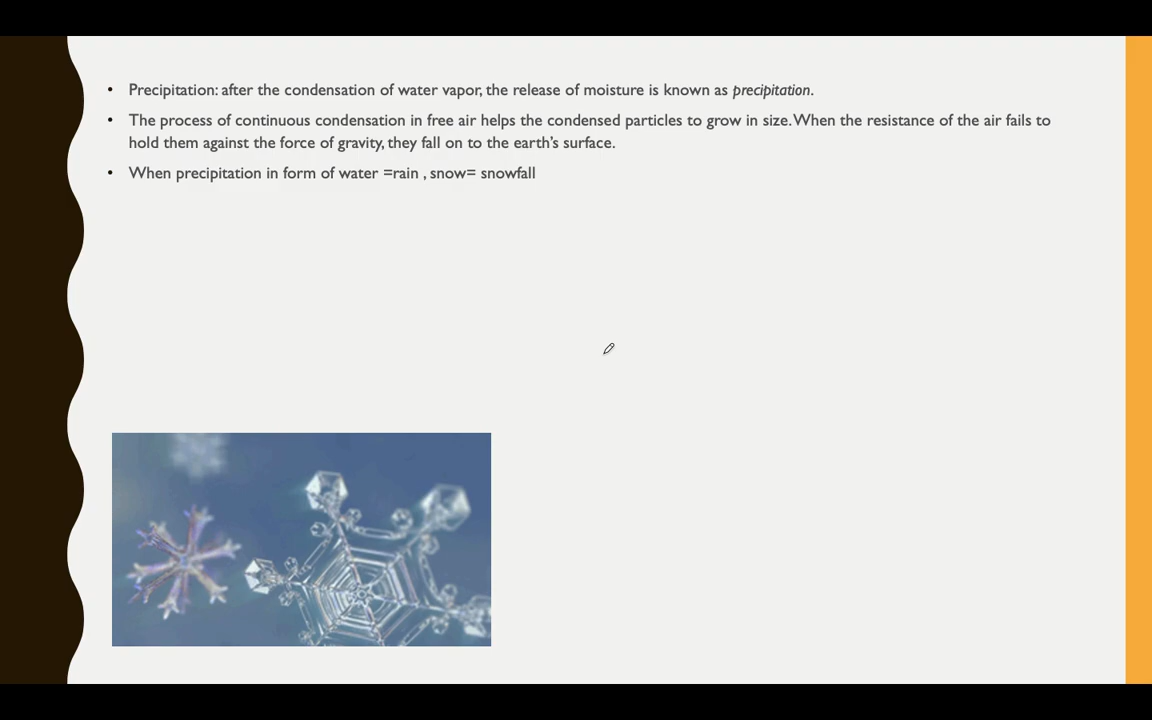 • Precipitation: after the condensation of water vapor, the release of moisture is known as precipitation.
• The process of continuous condensation in free air helps the condensed particles to grow in size. When the resistance of the air fails to
hold them against the force of gravity, they fall on to the earth’s surface.
• When precipitation in form of water =rain , snow= snowfall